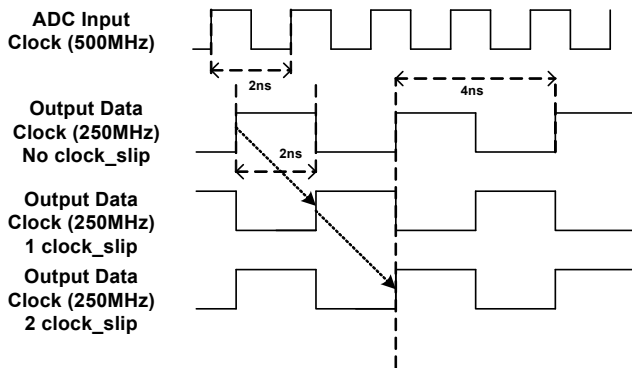 ADC Input
Clock (500MHz)
2ns
4ns
Output Data
Clock (250MHz)
No clock_slip
2ns
Output Data
Clock (250MHz)
1 clock_slip
Output Data
Clock (250MHz)
2 clock_slip